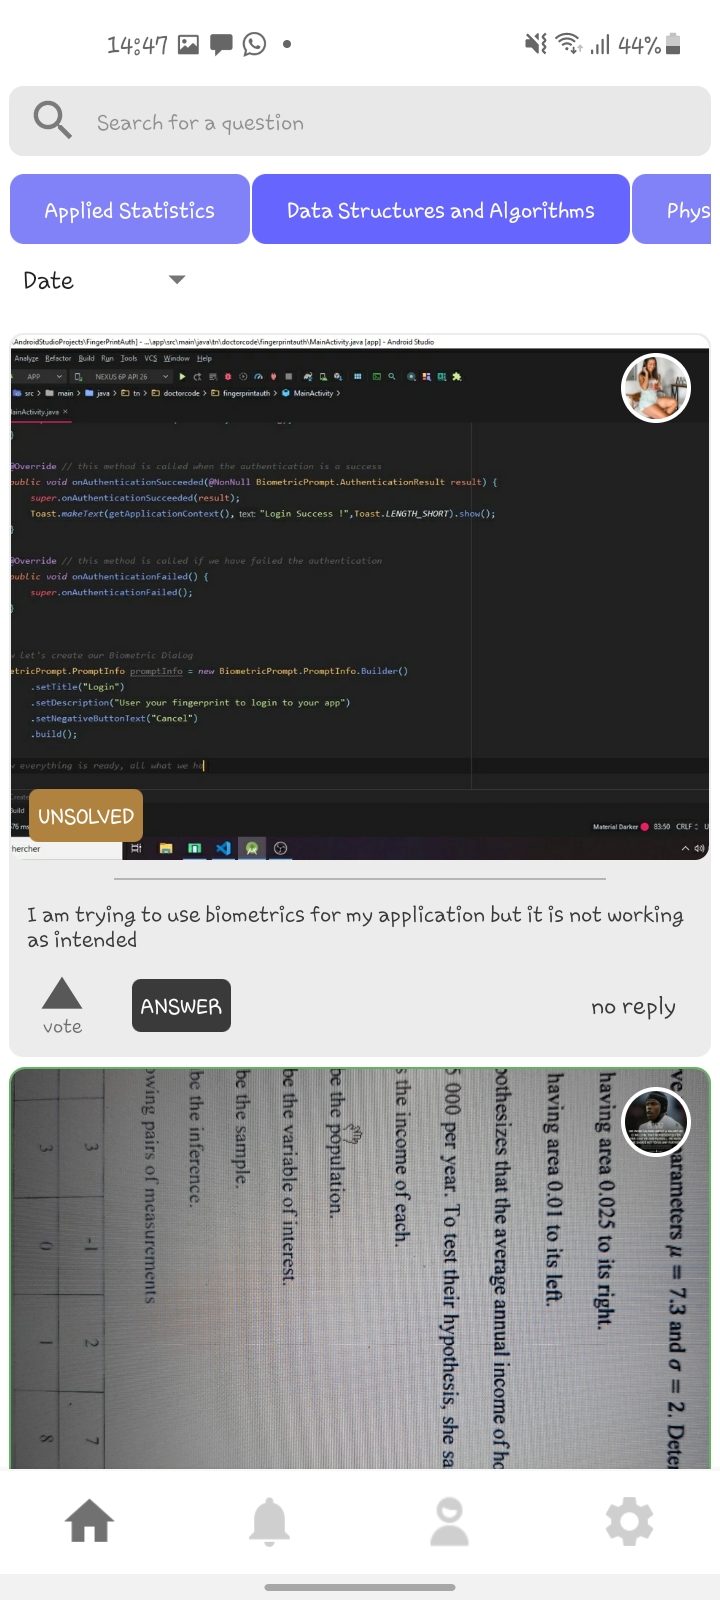 14:47
44%
Search for a question
Applied Statistics
Data Structures and Algorithms
Phys
Date
.AndroidStudioProjects\FingerPrintAuth] - ...\app\src\main\java\tn\doctorcode\fingerprintauth\MainActivity.java [app] - Android Studio
Analyze Refactor Build Run Tools VCS Window Help
APP
NEXUS 6P API 26
src main java tn doctorcode fingerprintauth MainActivity
MainActivity.java ×
}
@Override // this method is called when the authentication is a success
public void onAuthenticationSucceeded(@NonNull BiometricPrompt.AuthenticationResult result) {
super.onAuthenticationSucceeded(result);
Toast.makeText(getApplicationContext(), text: "Login Success !",Toast.LENGTH_SHORT).show();
}
@Override // this method is called if we have failed the authentication
public void onAuthenticationFailed() {
super.onAuthenticationFailed();
}
let's create our Biometric Dialog
etricPrompt.PromptInfo promptInfo = new BiometricPrompt.PromptInfo.Builder()
.setTitle("Login")
.setDescription("User your fingerprint to login to your app")
.setNegativeButtonText("Cancel")
.build();
everything is ready, all what we ha
UNSOLVED
Material Darker 83:50 CRLF
hercher
I am trying to use biometrics for my application but it is not working
as intended
vote
ANSWER
no reply
ve parameters μ = 7.3 and σ = 2. Deter
having area 0.025 to its right.
having area 0.01 to its left.
pothesizes that the average annual income of ho
5 000 per year. To test their hypothesis, she sa
s the income of each.
be the population.
be the variable of interest.
be the sample.
be the inference.
owing pairs of measurements
3 -1 2 7
3 0 1 8